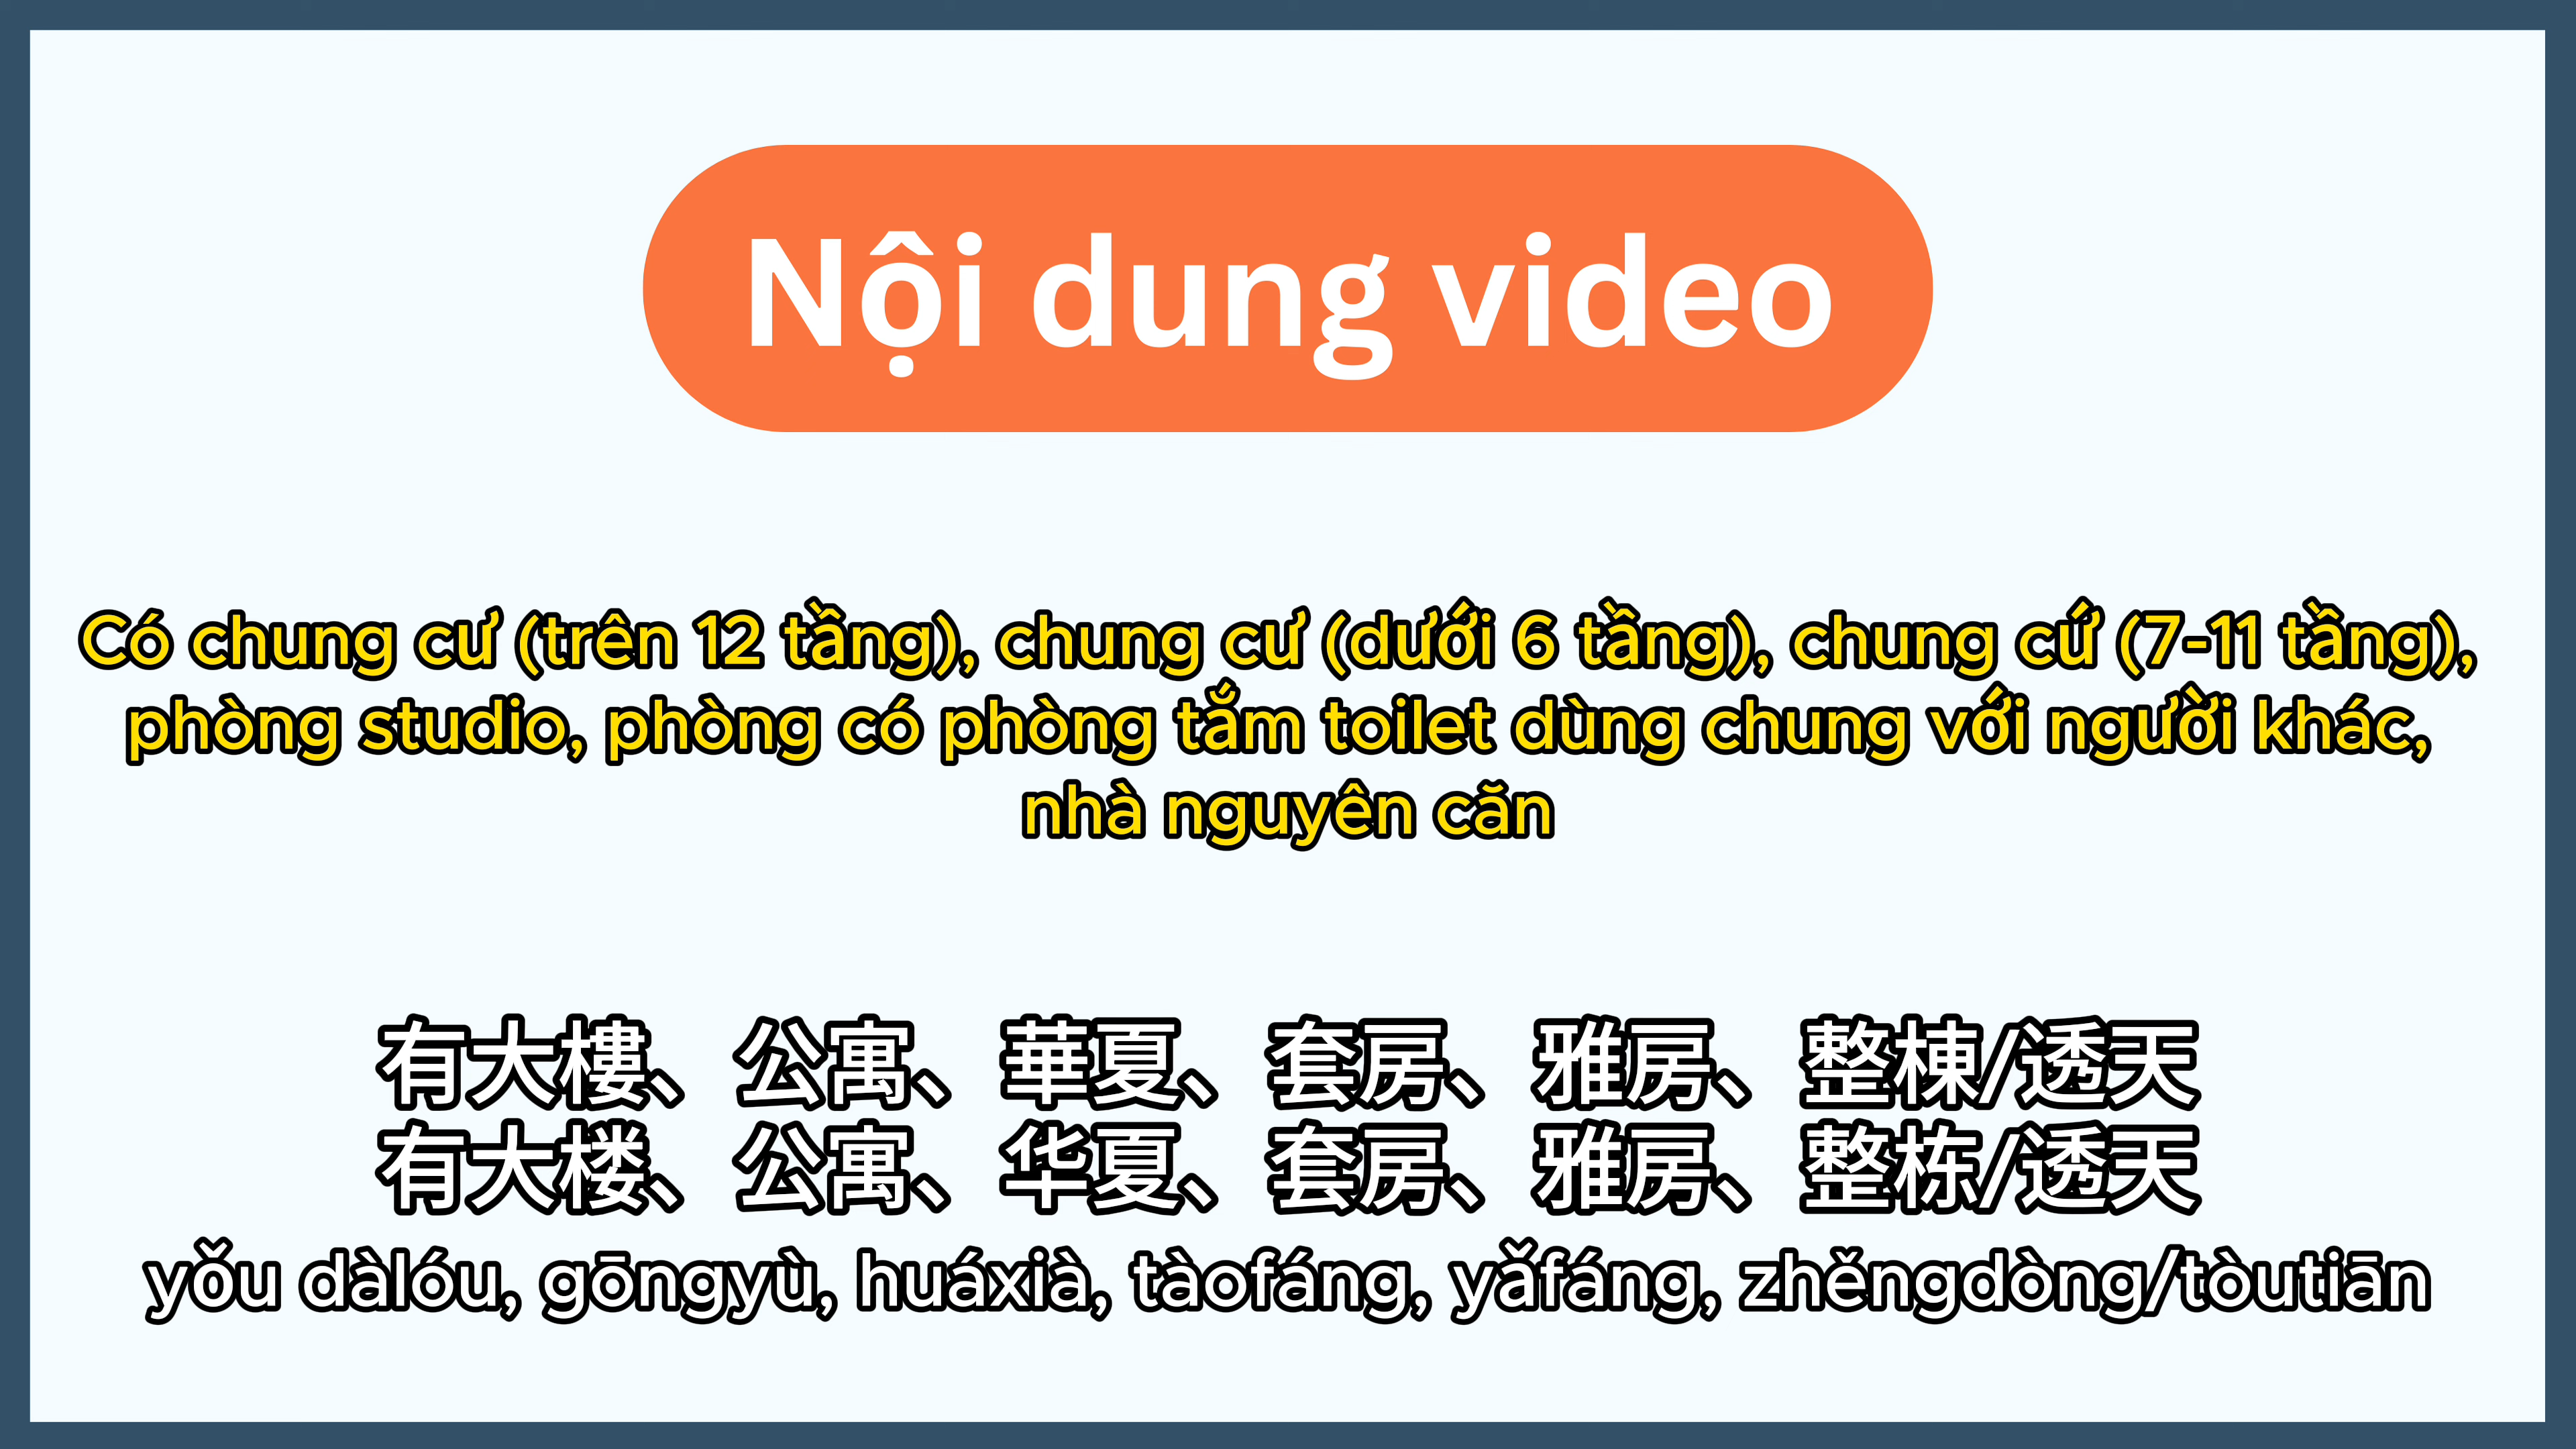 Nội dung video
Có chung cư (trên 12 tầng), chung cư (dưới 6 tầng), chung cứ (7-11 tầng),
phòng studio, phòng có phòng tắm toilet dùng chung với người khác,
nhà nguyên căn
有大樓、公寓、華夏、套房、雅房、整棟/透天
有大楼、公寓、华夏、套房、雅房、整栋/透天
yǒu dàlóu, gōngyù, huáxià, tàofáng, yǎfáng, zhěngdòng/tòutiān